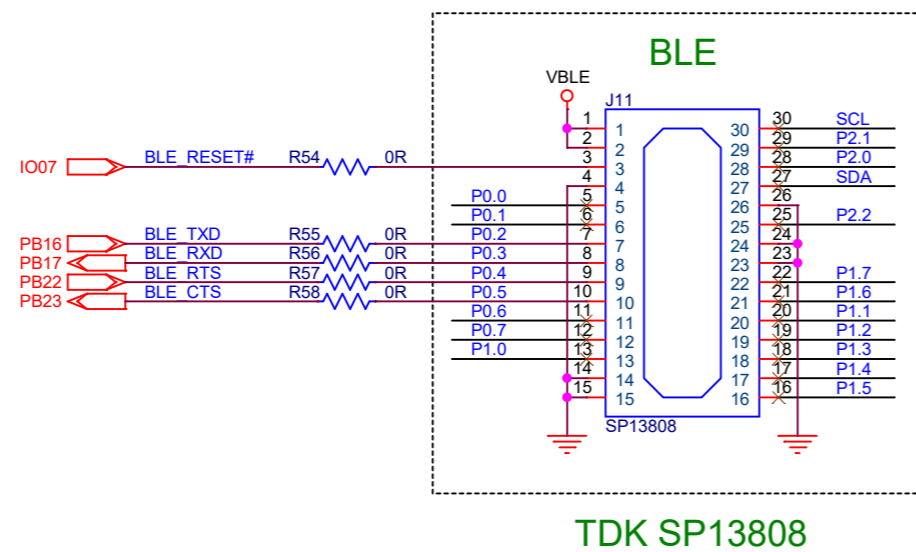 BLE
VBLE
J11
1 1 30 30 SCL
2 2 29 29 P2.1
IO07 BLE_RESET# R54 0R 3 3 28 28 P2.0
4 4 27 27 SDA
P0.0 5 5 26 26
P0.1 6 6 25 25 P2.2
PB16 BLE_TXD R55 0R P0.2 7 7 24 24
PB17 BLE_RXD R56 0R P0.3 8 8 23 23
PB22 BLE_RTS R57 0R P0.4 9 9 22 22 P1.7
PB23 BLE_CTS R58 0R P0.5 10 10 21 21 P1.6
P0.6 11 11 20 20 P1.1
P0.7 12 12 19 19 P1.2
P1.0 13 13 18 18 P1.3
14 14 17 17 P1.4
15 15 16 16 P1.5
SP13808
TDK SP13808